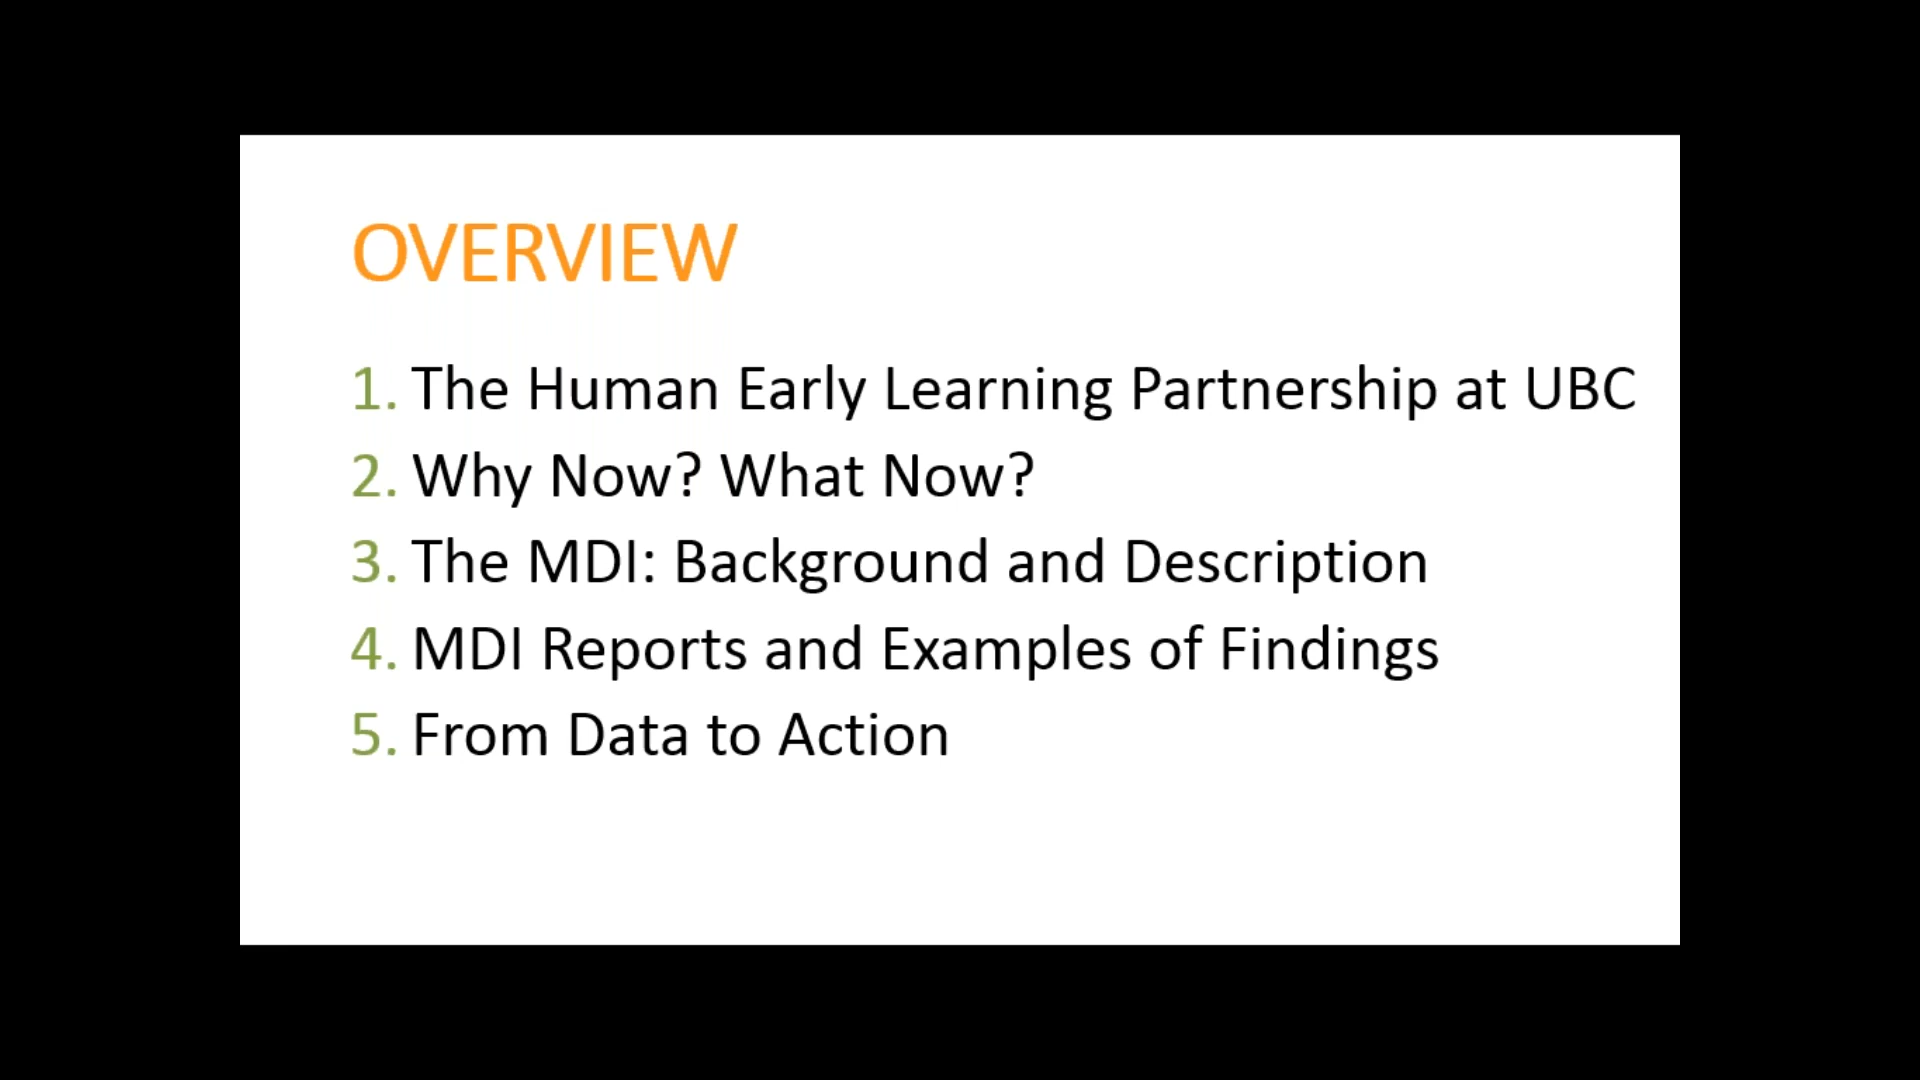 OVERVIEW
1. The Human Early Learning Partnership at UBC
2. Why Now? What Now?
3. The MDI: Background and Description
4. MDI Reports and Examples of Findings
5. From Data to Action